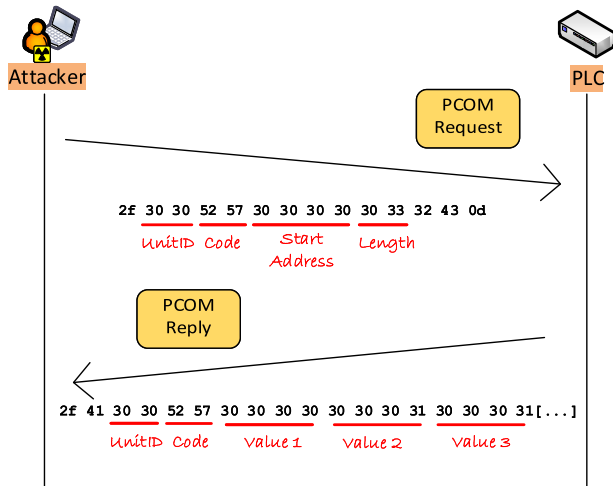 Attacker
PLC
PCOM
Request
2f 30 30 52 57 30 30 30 30 30 33 32 43 0d
UnitID Code Start Address Length
PCOM
Reply
2f 41 30 30 52 57 30 30 30 30 30 30 30 31 30 30 30 31[...]
UnitID Code Value 1 Value 2 Value 3